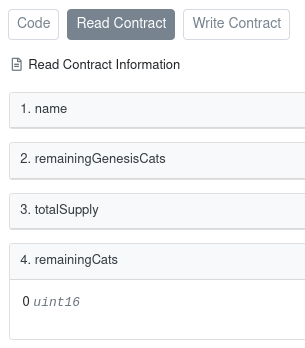 Code Read Contract Write Contract
Read Contract Information
1. name
2. remainingGenesisCats
3. totalSupply
4. remainingCats
0 uint16